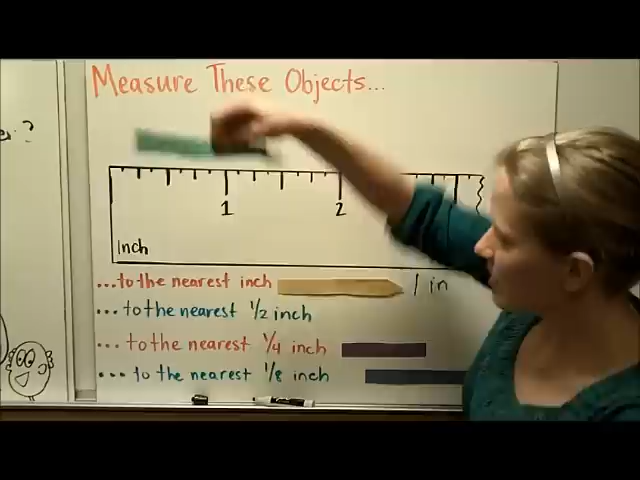 Measure These Objects...
?
1 2
Inch
...to the nearest inch 1 in
...to the nearest 1/2 inch
...to the nearest 1/4 inch
...to the nearest 1/8 inch